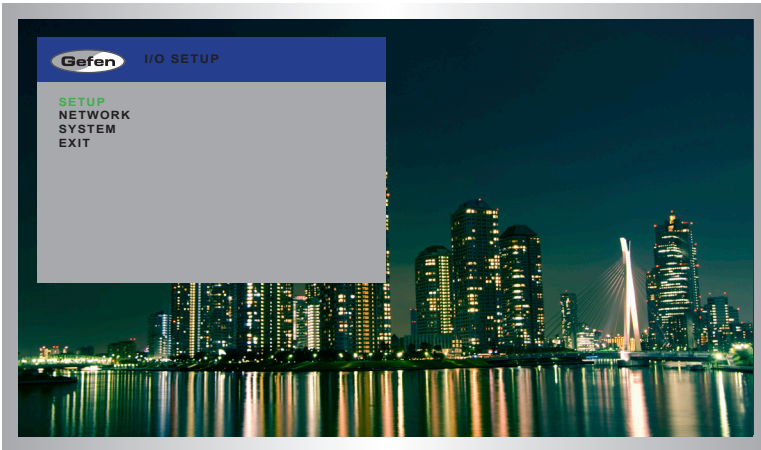 Gefen I/O SETUP
SETUP
NETWORK
SYSTEM
EXIT